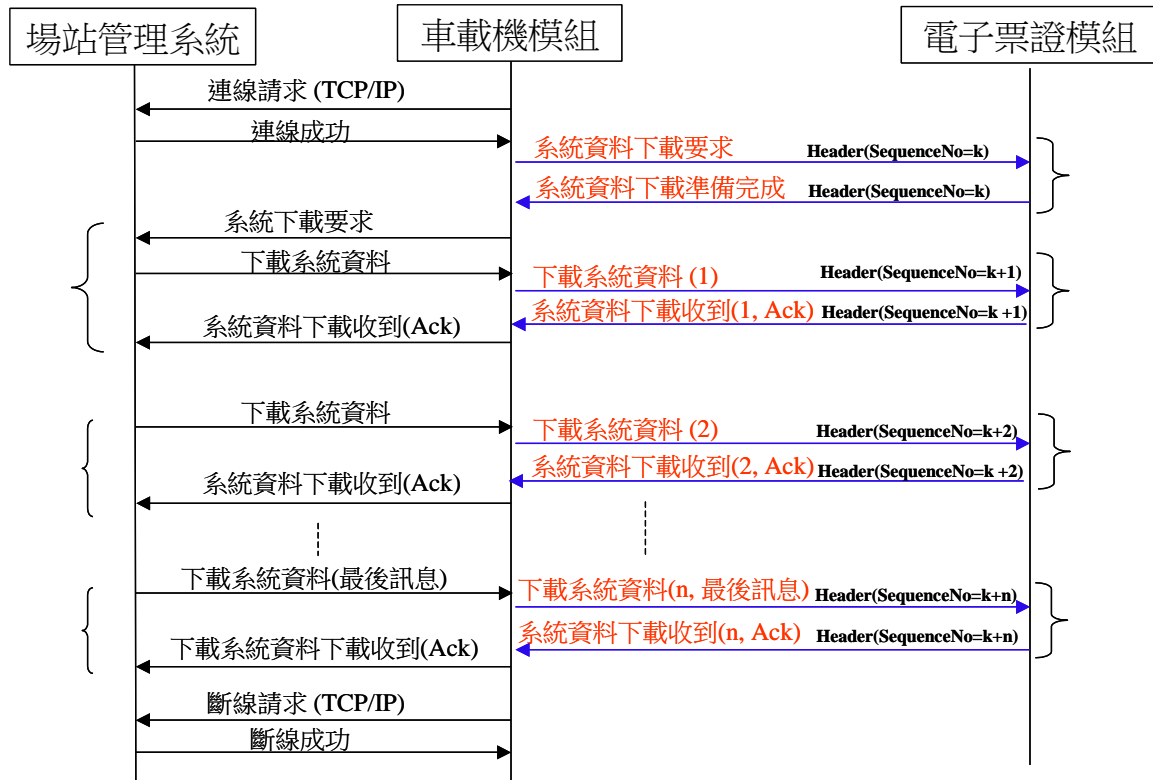 場站管理系統
車載機模組
電子票證模組
連線請求 (TCP/IP)
連線成功
系統資料下載要求 Header(SequenceNo=k)
系統資料下載準備完成 Header(SequenceNo=k)
系統下載要求
下載系統資料
下載系統資料 (1) Header(SequenceNo=k+1)
系統資料下載收到(1, Ack) Header(SequenceNo=k +1)
系統資料下載收到(Ack)
下載系統資料
下載系統資料 (2) Header(SequenceNo=k+2)
系統資料下載收到(2, Ack) Header(SequenceNo=k +2)
系統資料下載收到(Ack)
下載系統資料(最後訊息)
下載系統資料(n, 最後訊息) Header(SequenceNo=k+n)
系統資料下載收到(n, Ack) Header(SequenceNo=k+n)
下載系統資料下載收到(Ack)
斷線請求 (TCP/IP)
斷線成功